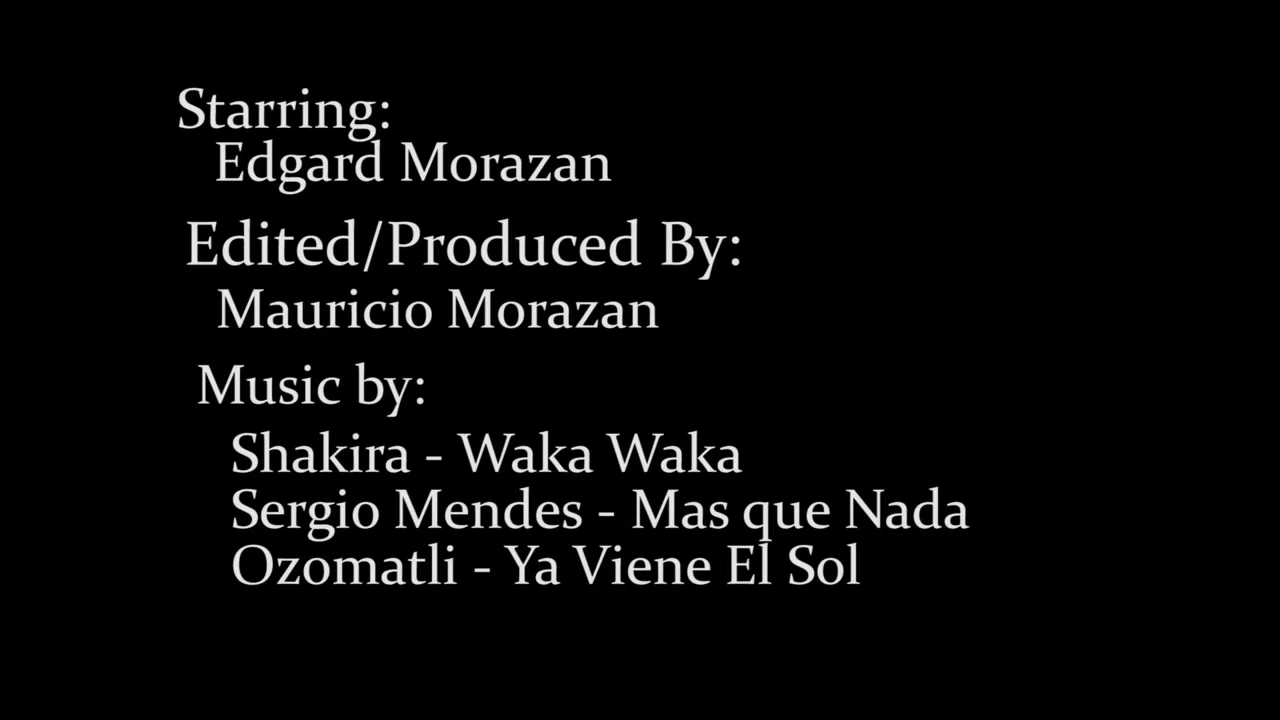 Starring:
Edgard Morazan
Edited/Produced By:
Mauricio Morazan
Music by:
Shakira - Waka Waka
Sergio Mendes - Mas que Nada
Ozomatli - Ya Viene El Sol